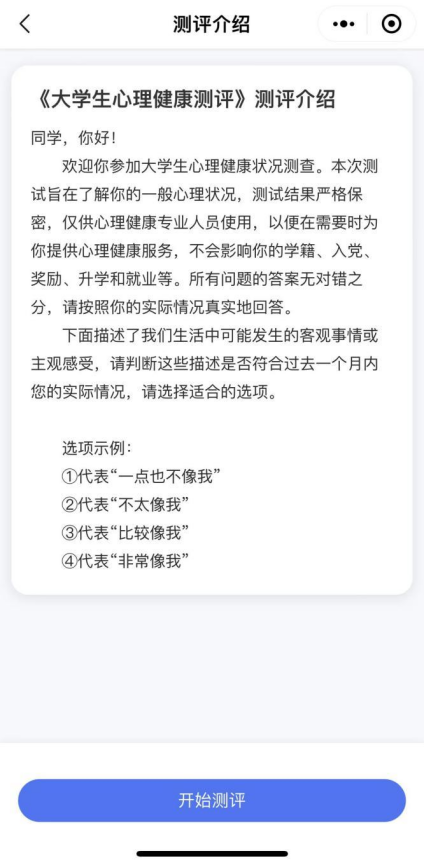 测评介绍
《大学生心理健康测评》测评介绍
同学，你好！
欢迎你参加大学生心理健康状况测查。本次测
试旨在了解你的一般心理状况，测试结果严格保
密，仅供心理健康专业人员使用，以便在需要时为
你提供心理健康服务，不会影响你的学籍、入党、
奖励、升学和就业等。所有问题的答案无对错之
分，请按照你的实际情况真实地回答。
下面描述了我们生活中可能发生的客观事情或
主观感受，请判断这些描述是否符合过去一个月内
您的实际情况，请选择适合的选项。
选项示例：
①代表“一点也不像我”
②代表“不太像我”
③代表“比较像我”
④代表“非常像我”
开始测评